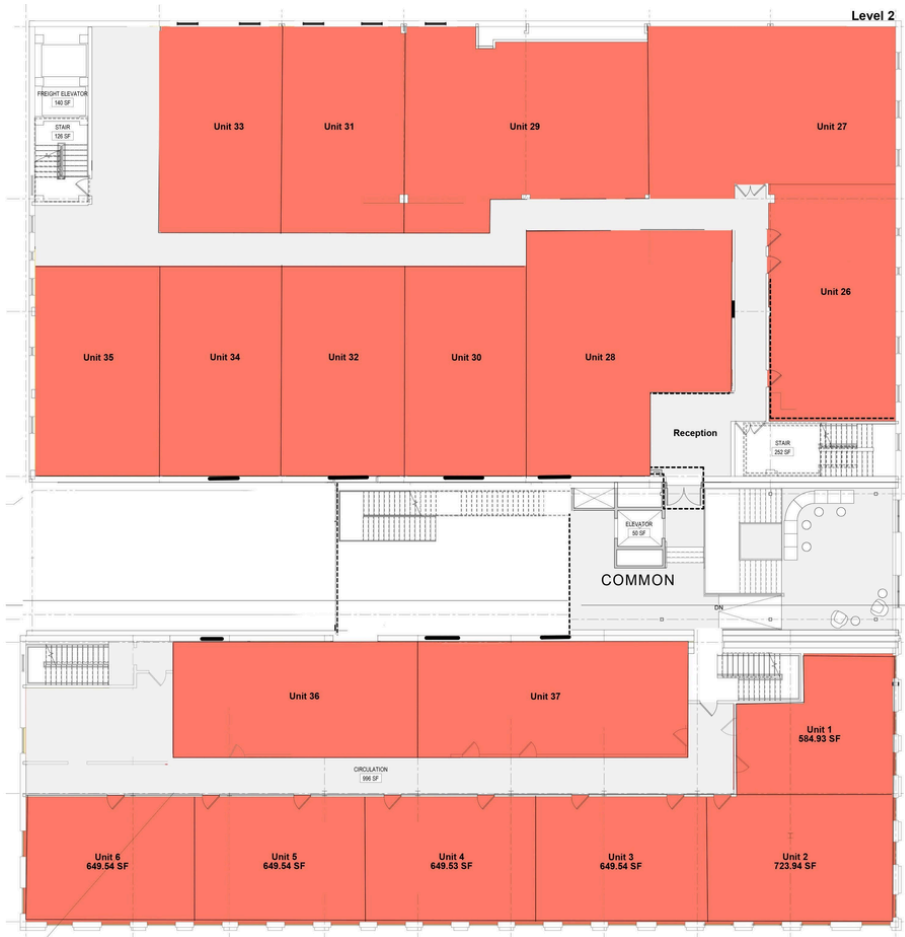 Level 2
FREIGHT ELEVATOR
140 SF
STAIR
126 SF
Unit 33
Unit 31
Unit 29
Unit 27
Unit 26
Unit 35
Unit 34
Unit 32
Unit 30
Unit 28
Reception
STAIR
252 SF
ELEVATOR
50 SF
COMMON
DN
Unit 36
Unit 37
Unit 1
584.93 SF
CIRCULATION
996 SF
Unit 6
649.54 SF
Unit 5
649.54 SF
Unit 4
649.53 SF
Unit 3
649.54 SF
Unit 2
723.94 SF